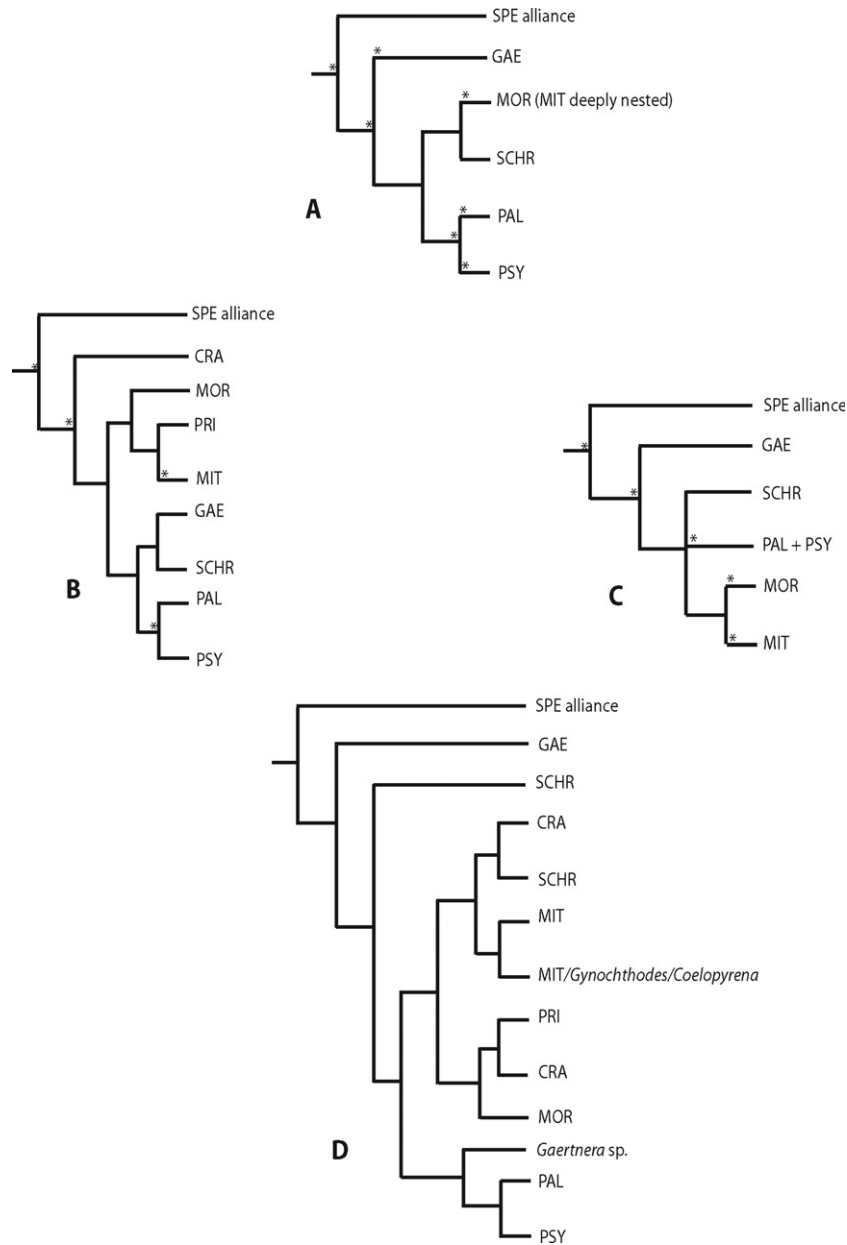 SPE alliance
GAE
MOR (MIT deeply nested)
SCHR
PAL
PSY
A
SPE alliance
CRA
MOR
PRI
MIT
GAE
SCHR
PAL
PSY
B
SPE alliance
GAE
SCHR
PAL + PSY
MOR
MIT
C
SPE alliance
GAE
SCHR
CRA
SCHR
MIT
MIT/Gynochthodes/Coelopyrena
PRI
CRA
MOR
Gaertnera sp.
PAL
PSY
D